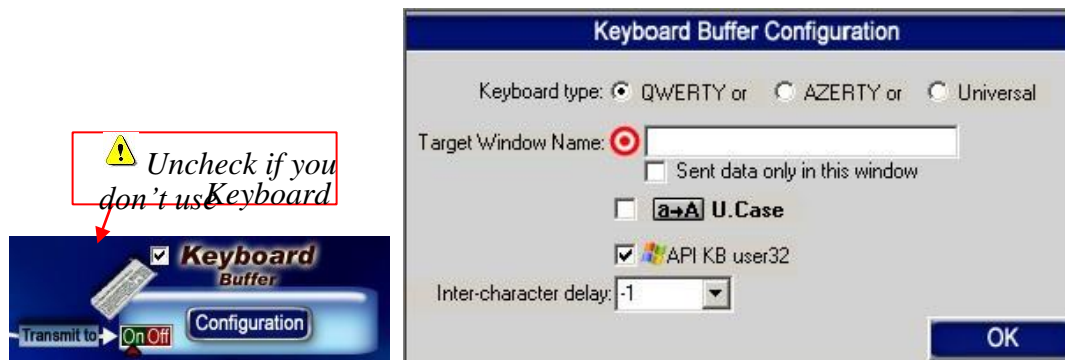 Uncheck if you
don't use Keyboard
Keyboard
Buffer
Configuration
Transmit to
On Off
Keyboard Buffer Configuration
Keyboard type: QWERTY or AZERTY or Universal
Target Window Name:
Sent data only in this window
a→A U.Case
API KB user32
Inter-character delay: -1
OK